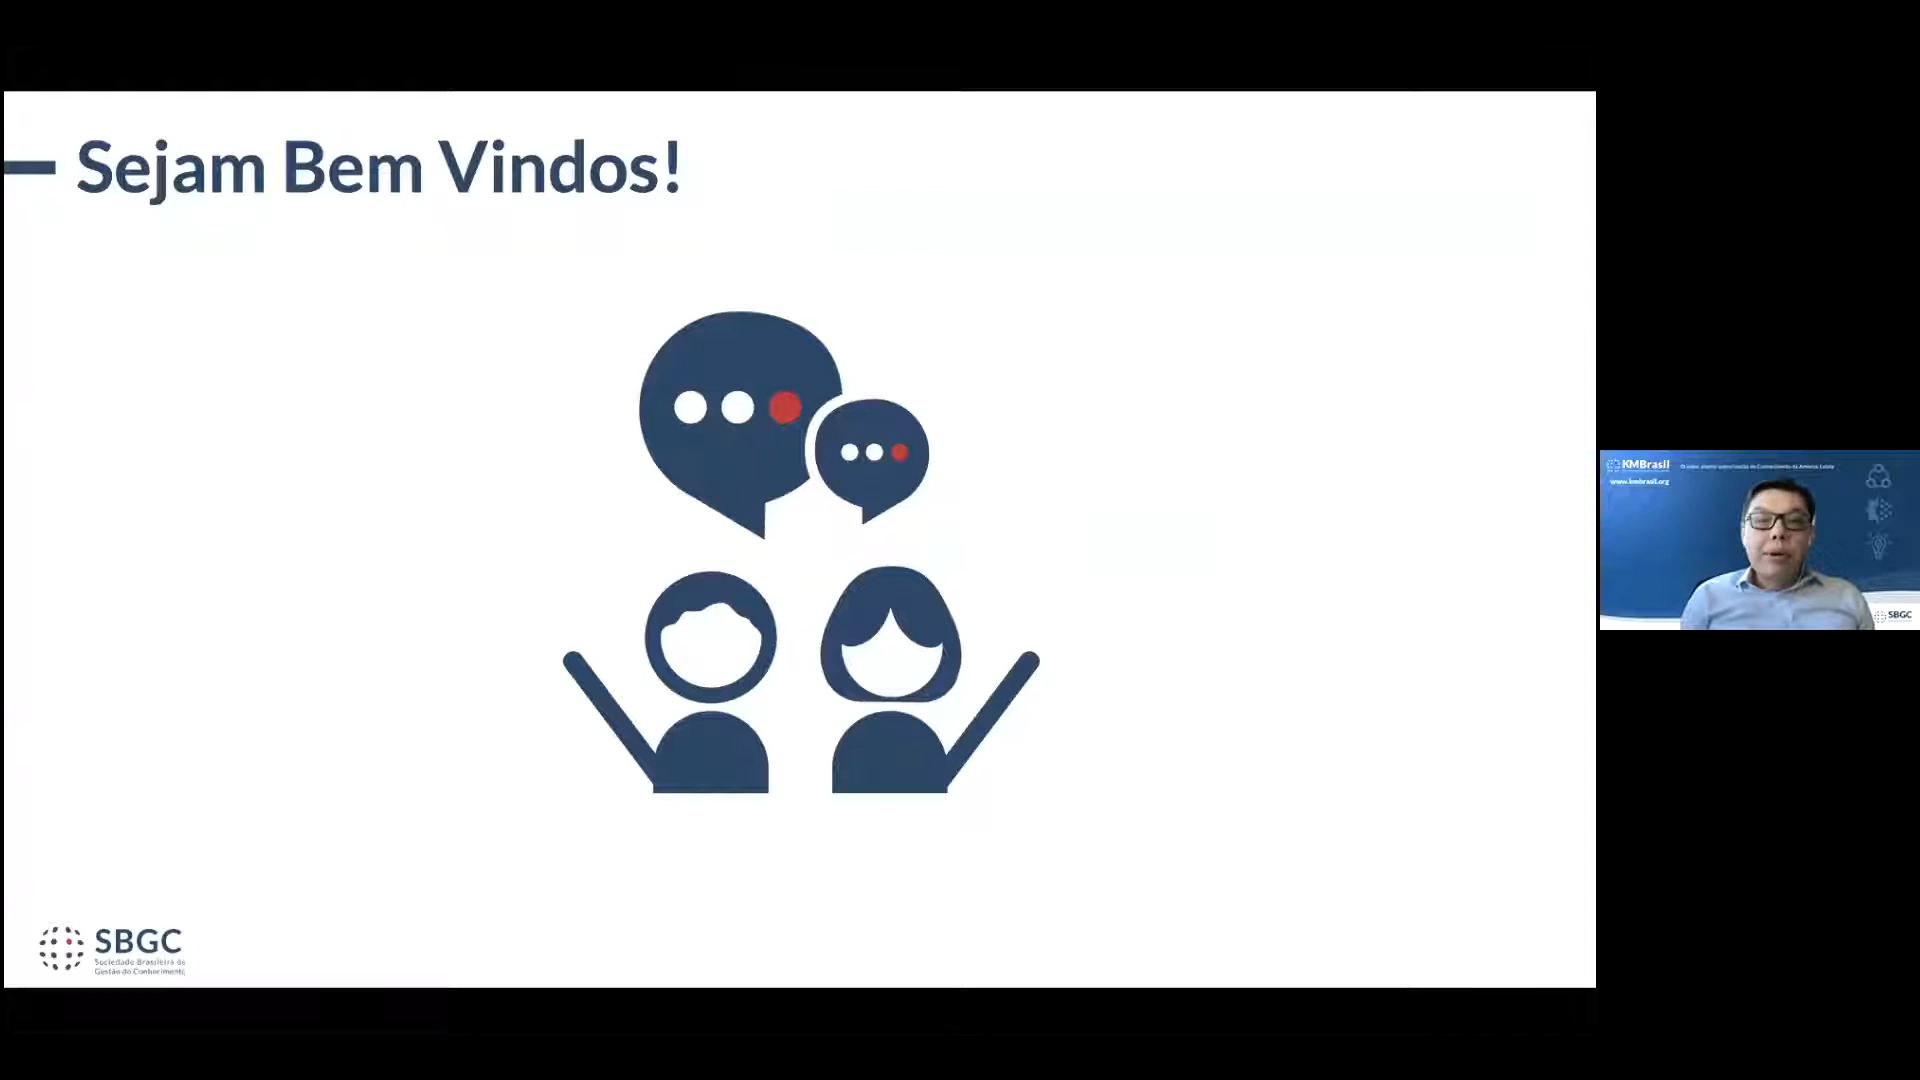 Sejam Bem Vindos!
SBGC
Sociedade Brasileira de
Gestão do Conhecimento
KMBrasil
www.kmbrasil.org
SBGC